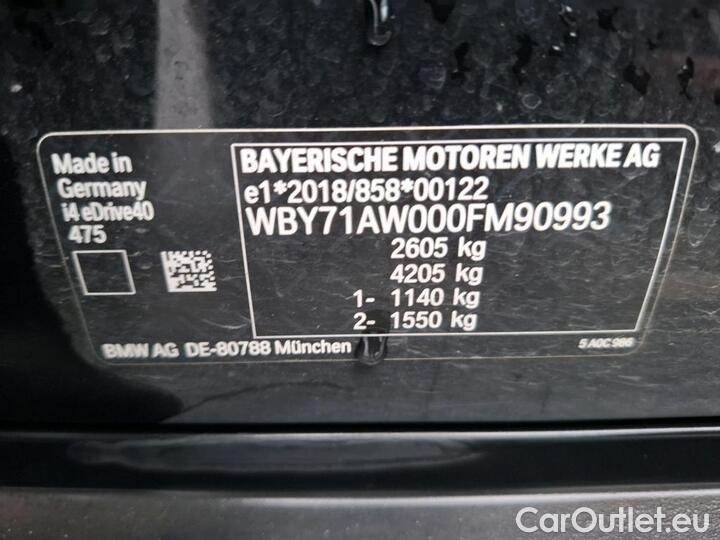 Made in
Germany
i4 eDrive40
475
BAYERISCHE MOTOREN WERKE AG
e1*2018/858*00122
WBY71AW000FM90993
2605 kg
4205 kg
1- 1140 kg
2- 1550 kg
BMW AG DE-80788 München
5 A0C 986
CarOutlet.eu